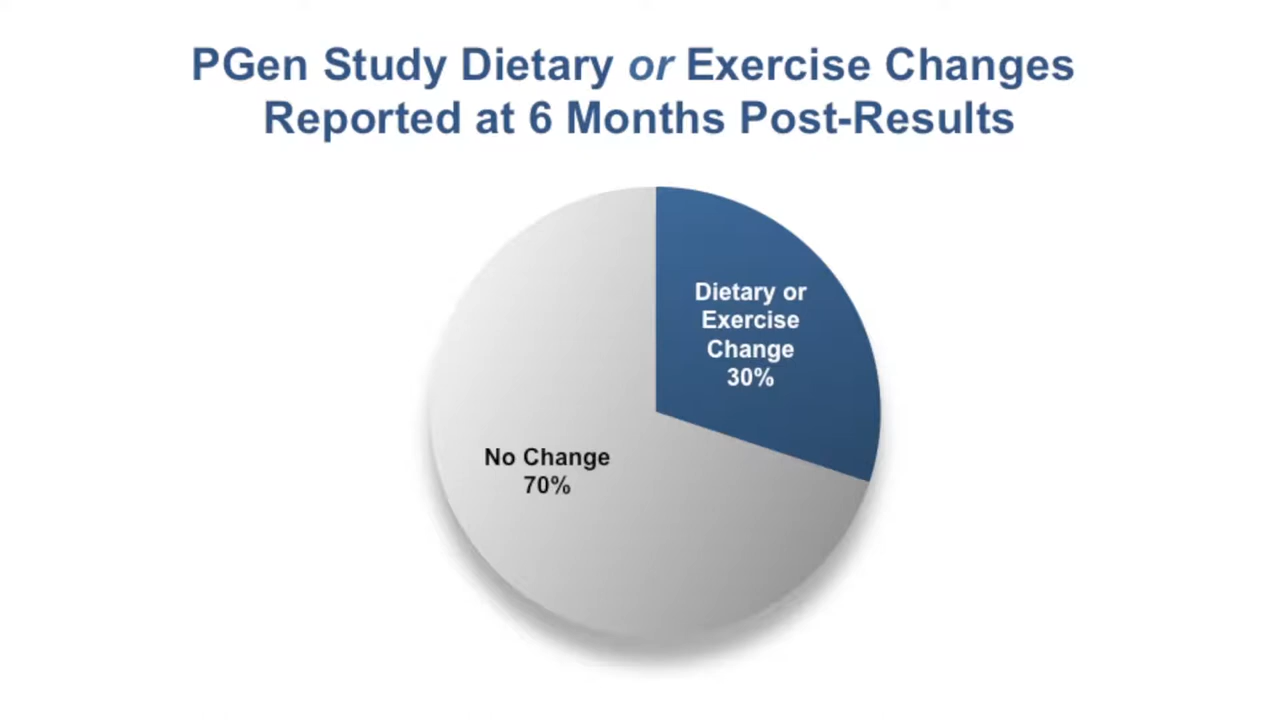 PGen Study Dietary or Exercise Changes
Reported at 6 Months Post-Results
Dietary or
Exercise
Change
30%
No Change
70%